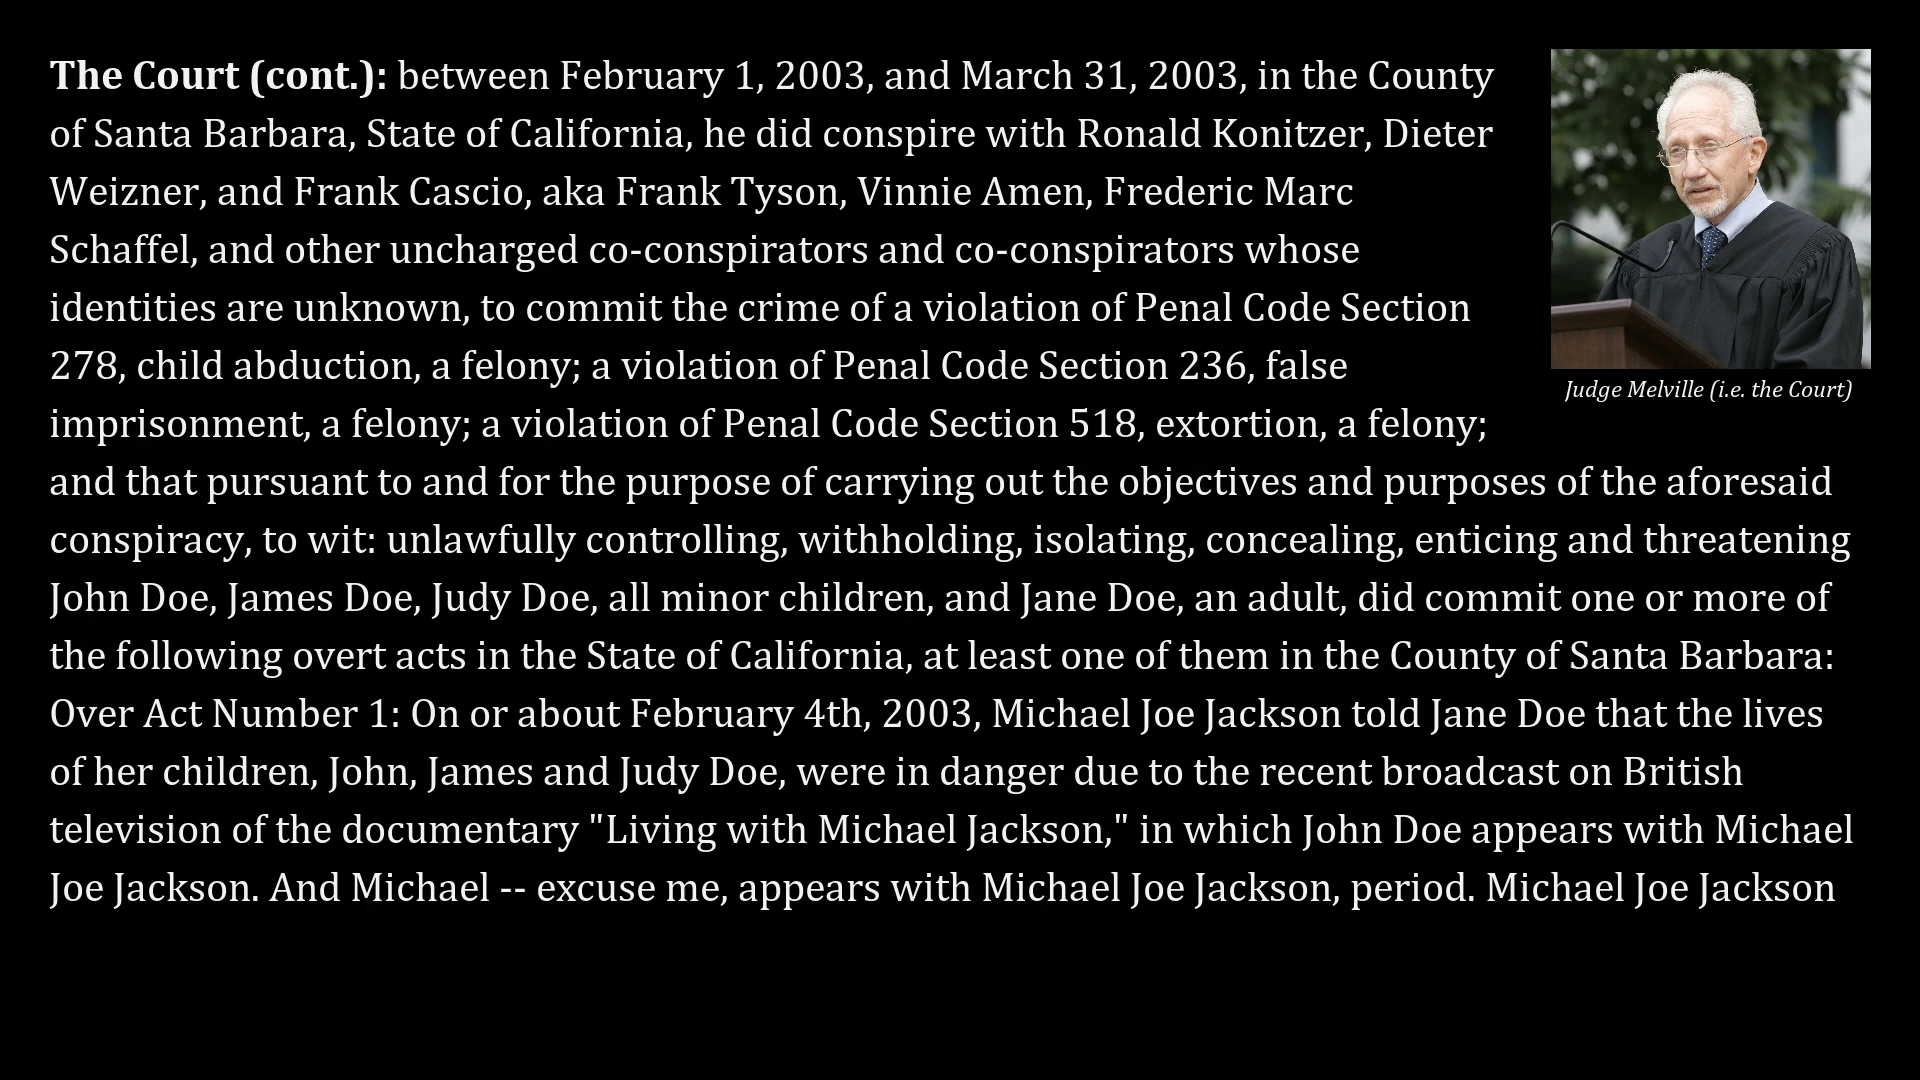 The Court (cont.): between February 1, 2003, and March 31, 2003, in the County
of Santa Barbara, State of California, he did conspire with Ronald Konitzer, Dieter
Weizner, and Frank Cascio, aka Frank Tyson, Vinnie Amen, Frederic Marc
Schaffel, and other uncharged co-conspirators and co-conspirators whose
identities are unknown, to commit the crime of a violation of Penal Code Section
278, child abduction, a felony; a violation of Penal Code Section 236, false
imprisonment, a felony; a violation of Penal Code Section 518, extortion, a felony;
and that pursuant to and for the purpose of carrying out the objectives and purposes of the aforesaid
conspiracy, to wit: unlawfully controlling, withholding, isolating, concealing, enticing and threatening
John Doe, James Doe, Judy Doe, all minor children, and Jane Doe, an adult, did commit one or more of
the following overt acts in the State of California, at least one of them in the County of Santa Barbara:
Over Act Number 1: On or about February 4th, 2003, Michael Joe Jackson told Jane Doe that the lives
of her children, John, James and Judy Doe, were in danger due to the recent broadcast on British
television of the documentary "Living with Michael Jackson," in which John Doe appears with Michael
Joe Jackson. And Michael -- excuse me, appears with Michael Joe Jackson, period. Michael Joe Jackson
Judge Melville (i.e. the Court)